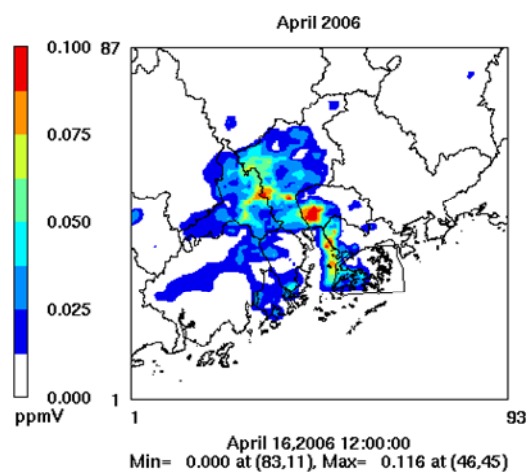 April 2006
0.100
0.075
0.050
0.025
0.000
ppmV
87
1
1
93
April 16,2006 12:00:00
Min= 0.000 at (83,11), Max= 0.116 at (46,45)